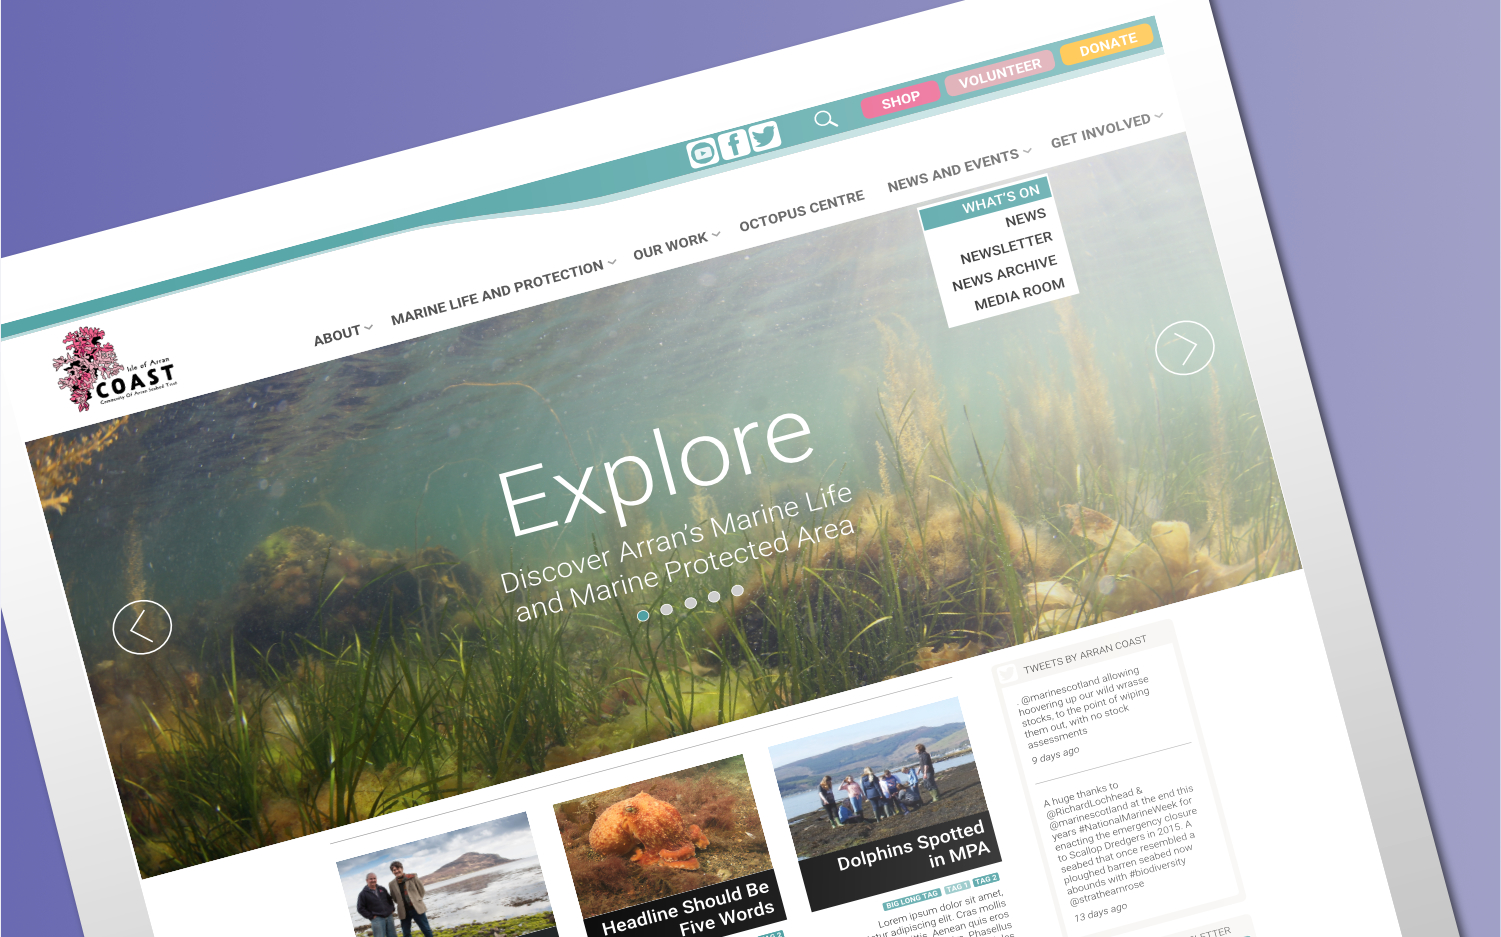 SHOP
VOLUNTEER
DONATE
ABOUT
MARINE LIFE AND PROTECTION
OUR WORK
OCTOPUS CENTRE
NEWS AND EVENTS
GET INVOLVED
WHAT'S ON
NEWS
NEWSLETTER
NEWS ARCHIVE
MEDIA ROOM
Isle of Arran
COAST
Community Of Arran Seabed Trust
Explore
Discover Arran's Marine Life
and Marine Protected Area
TWEETS BY ARRAN COAST
. @marinescotland allowing
hoovering up our wild wrasse
stocks, to the point of wiping
them out, with no stock
assessments
9 days ago
A huge thanks to
@RichardLochhead &
@marinescotland at the end this
years #NationalMarineWeek for
enacting the emergency closure
to Scallop Dredgers in 2015. A
seabed that once resembled a
ploughed barren seabed now
abounds with #biodiversity
@strathearnrose
13 days ago
Headline Should Be
Five Words
TAG 2
Dolphins Spotted
in MPA
BIG LONG TAG
TAG 1
TAG 2
Lorem ipsum dolor sit amet,
adipiscing elit. Cras mollis
Aenean quis eros
Phasellus